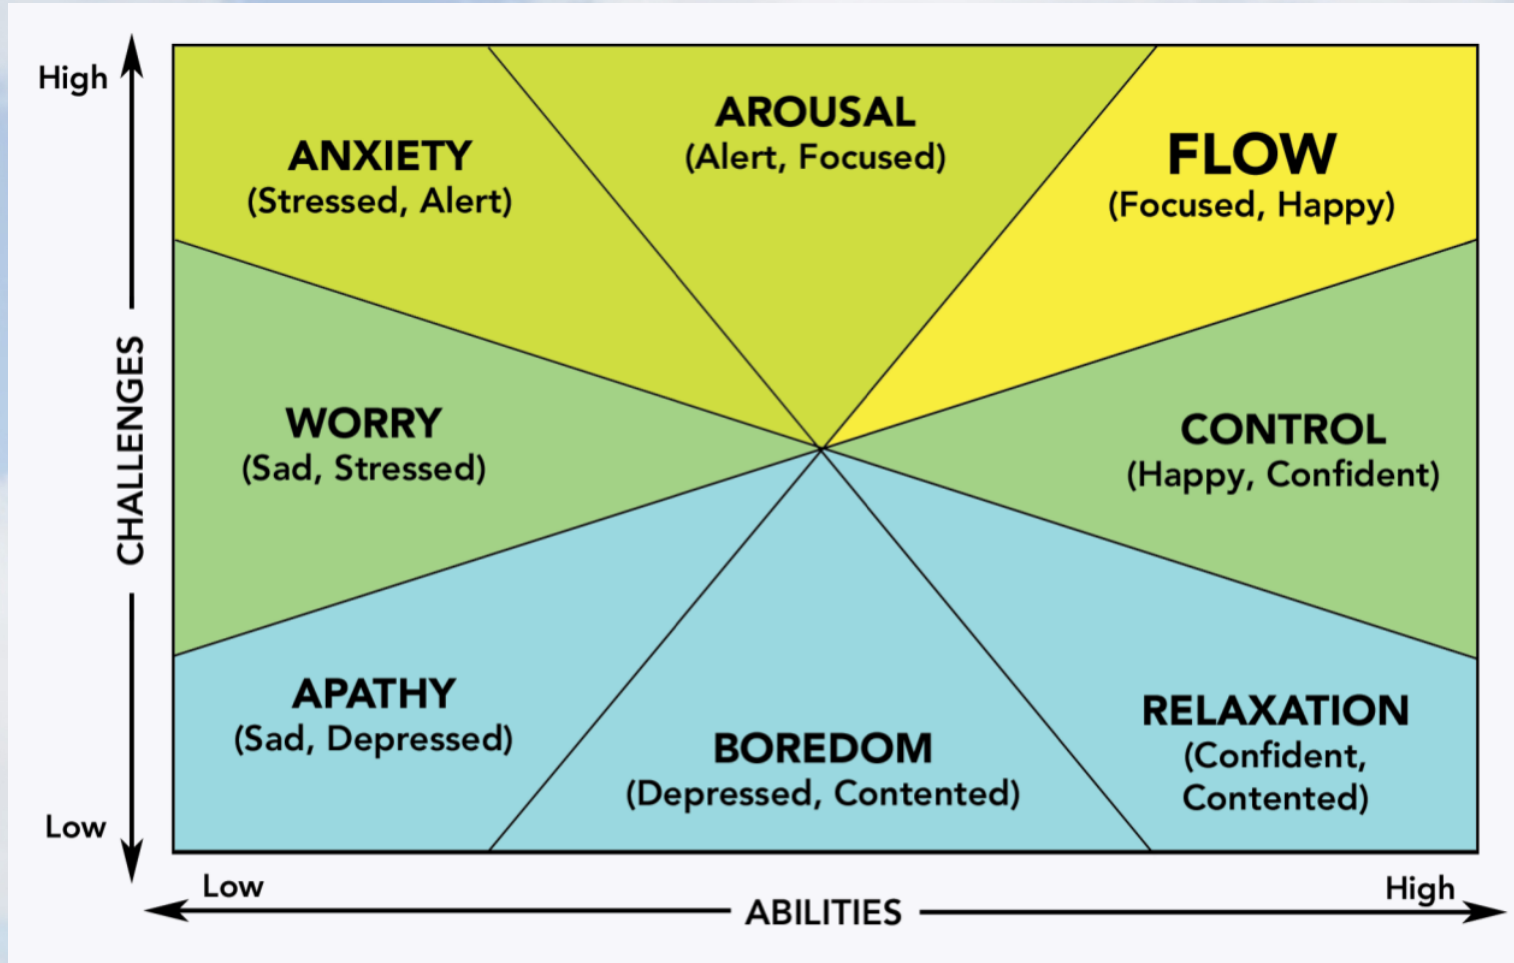 High
ANXIETY
(Stressed, Alert)
AROUSAL
(Alert, Focused)
FLOW
(Focused, Happy)
CHALLENGES
WORRY
(Sad, Stressed)
CONTROL
(Happy, Confident)
APATHY
(Sad, Depressed)
BOREDOM
(Depressed, Contented)
RELAXATION
(Confident,
Contented)
Low
Low
ABILITIES
High